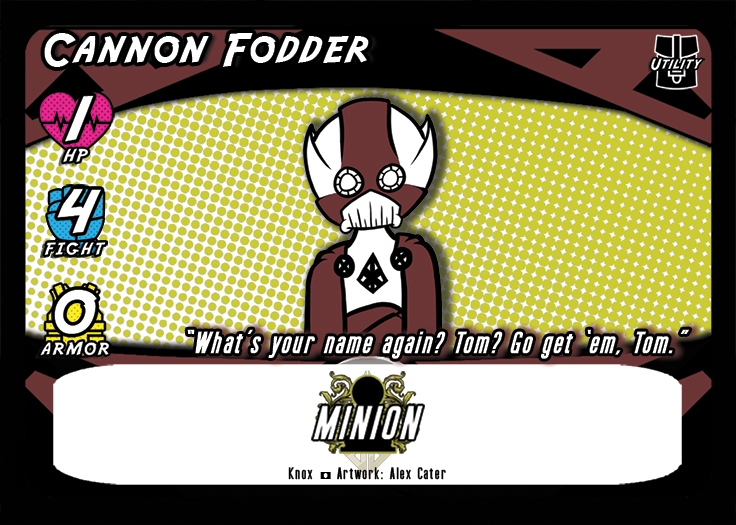 Cannon Fodder
Utility
1
HP
4
Fight
0
Armor
“What's your name again? Tom? Go get ‘em, Tom.”
MINION
Knox Artwork: Alex Cater